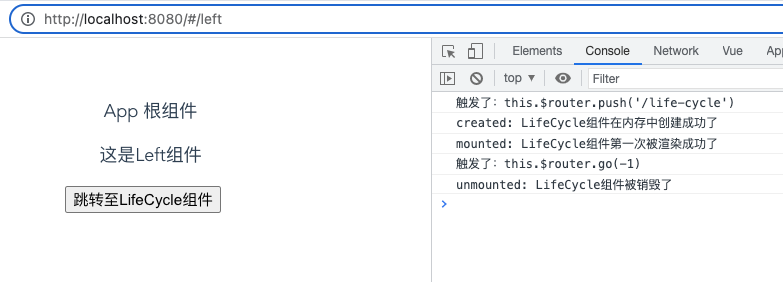 http://localhost:8080/#/left
App 根组件
这是Left组件
跳转至LifeCycle组件
Elements Console Network Vue App
top Filter
触发了：this.$router.push('/life-cycle')
created: LifeCycle组件在内存中创建成功了
mounted: LifeCycle组件第一次被渲染成功了
触发了：this.$router.go(-1)
unmounted: LifeCycle组件被销毁了